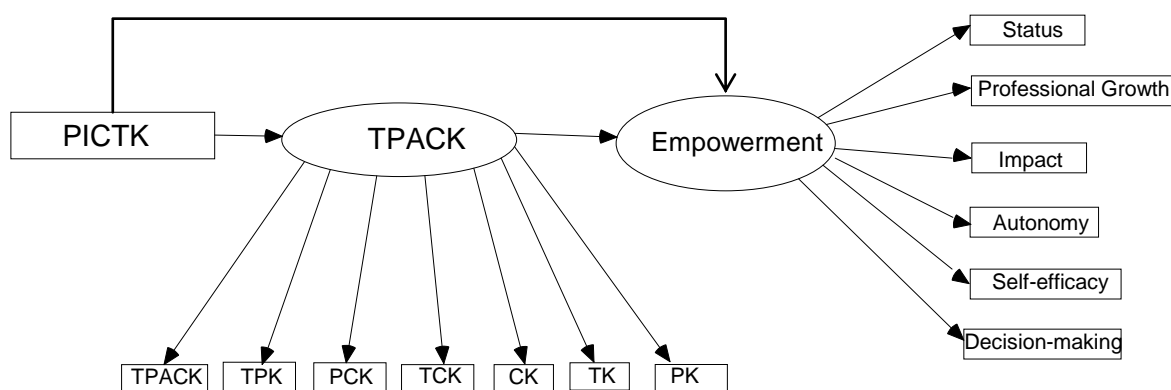 Status
Professional Growth
PICTK
TPACK
Empowerment
Impact
Autonomy
Self-efficacy
Decision-making
TPACK
TPK
PCK
TCK
CK
TK
PK